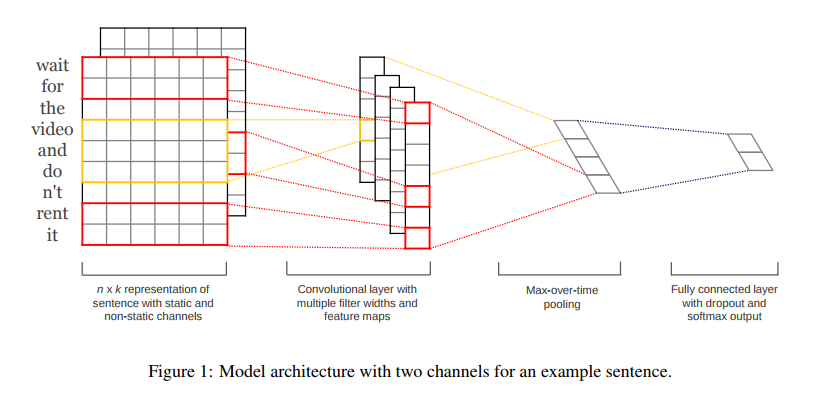 wait
for
the
video
and
do
n't
rent
it
n x k representation of
sentence with static and
non-static channels
Convolutional layer with
multiple filter widths and
feature maps
Max-over-time
pooling
Fully connected layer
with dropout and
softmax output
Figure 1: Model architecture with two channels for an example sentence.